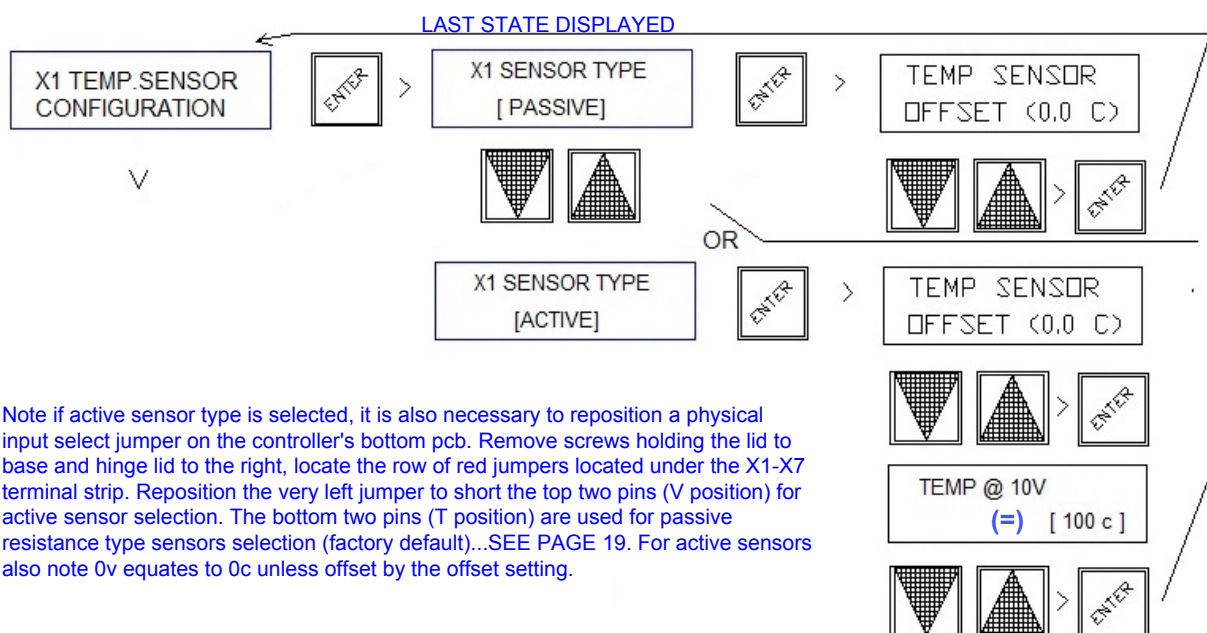 LAST STATE DISPLAYED
X1 TEMP.SENSOR
CONFIGURATION
ENTER
>
X1 SENSOR TYPE
[ PASSIVE]
ENTER
>
TEMP SENSOR
OFFSET (0.0 C)
V
>
ENTER
OR
X1 SENSOR TYPE
[ACTIVE]
ENTER
>
TEMP SENSOR
OFFSET (0.0 C)
>
ENTER
Note if active sensor type is selected, it is also necessary to reposition a physical
input select jumper on the controller's bottom pcb. Remove screws holding the lid to
base and hinge lid to the right, locate the row of red jumpers located under the X1-X7
terminal strip. Reposition the very left jumper to short the top two pins (V position) for
active sensor selection. The bottom two pins (T position) are used for passive
resistance type sensors selection (factory default)...SEE PAGE 19. For active sensors
also note 0v equates to 0c unless offset by the offset setting.
TEMP @ 10V
(=) [ 100 c ]
>
ENTER